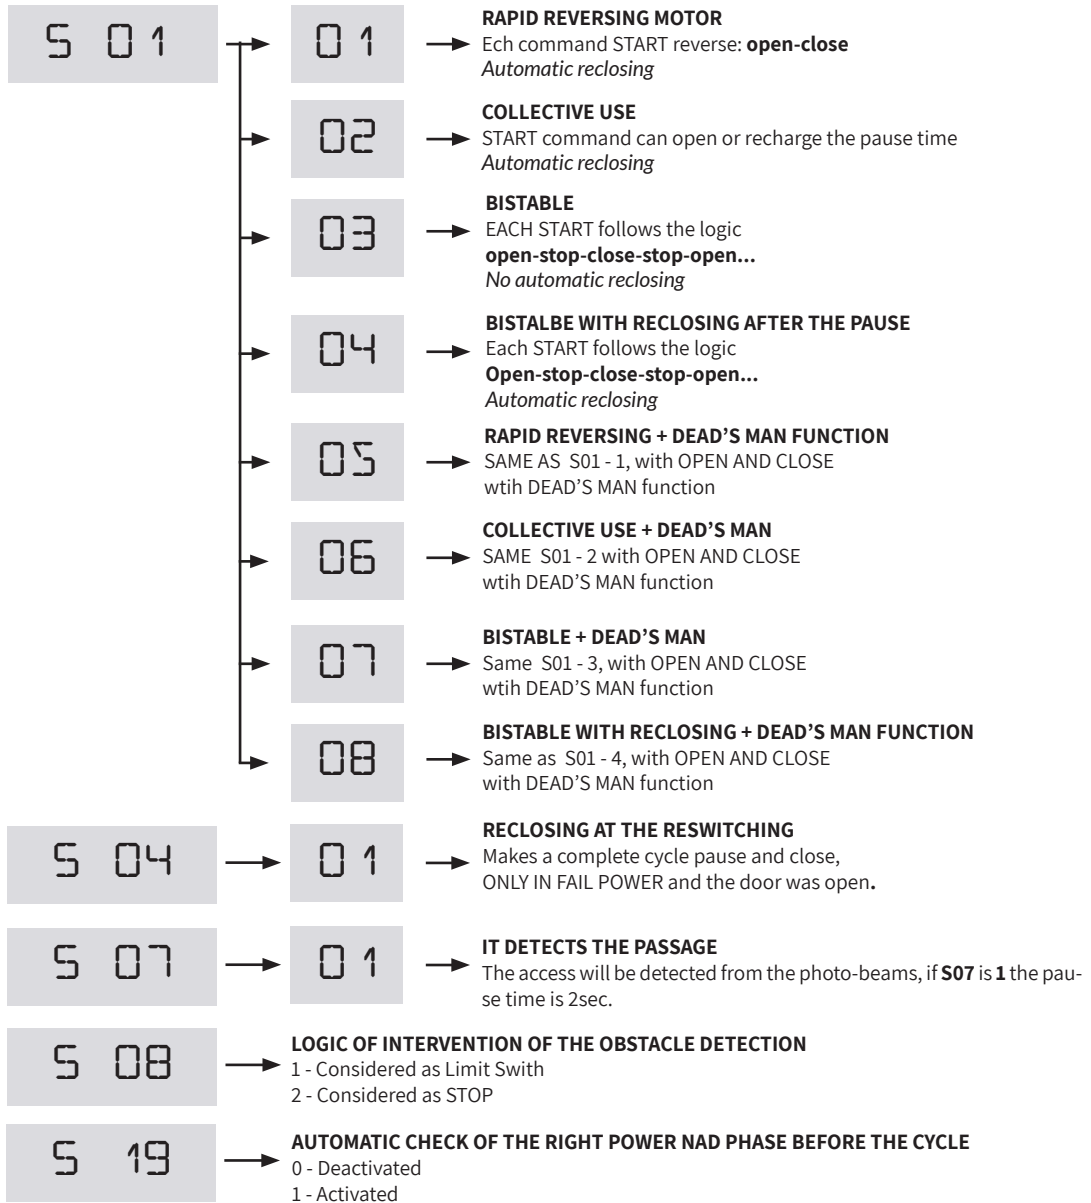 S 01
01
RAPID REVERSING MOTOR
Ech command START reverse: open-close
Automatic reclosing
02
COLLECTIVE USE
START command can open or recharge the pause time
Automatic reclosing
03
BISTABLE
EACH START follows the logic
open-stop-close-stop-open...
No automatic reclosing
04
BISTALBE WITH RECLOSING AFTER THE PAUSE
Each START follows the logic
Open-stop-close-stop-open...
Automatic reclosing
05
RAPID REVERSING + DEAD’S MAN FUNCTION
SAME AS S01 - 1, with OPEN AND CLOSE
wtih DEAD’S MAN function
06
COLLECTIVE USE + DEAD’S MAN
SAME S01 - 2 with OPEN AND CLOSE
wtih DEAD’S MAN function
07
BISTABLE + DEAD’S MAN
Same S01 - 3, with OPEN AND CLOSE
wtih DEAD’S MAN function
08
BISTABLE WITH RECLOSING + DEAD’S MAN FUNCTION
Same as S01 - 4, with OPEN AND CLOSE
with DEAD’S MAN function
S 04
01
RECLOSING AT THE RESWITCHING
Makes a complete cycle pause and close,
ONLY IN FAIL POWER and the door was open.
S 07
01
IT DETECTS THE PASSAGE
The access will be detected from the photo-beams, if S07 is 1 the pau-
se time is 2sec.
S 08
LOGIC OF INTERVENTION OF THE OBSTACLE DETECTION
1 - Considered as Limit Swith
2 - Considered as STOP
S 19
AUTOMATIC CHECK OF THE RIGHT POWER NAD PHASE BEFORE THE CYCLE
0 - Deactivated
1 - Activated